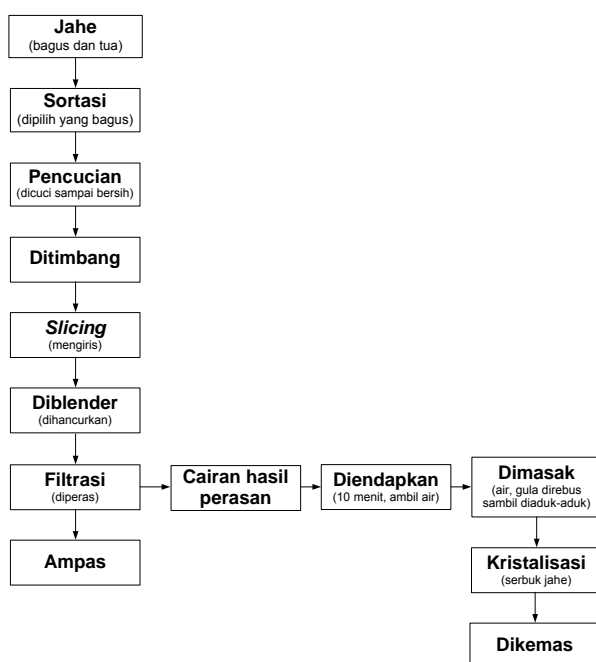 Jahe
(bagus dan tua)
Sortasi
(dipilih yang bagus)
Pencucian
(dicuci sampai bersih)
Ditimbang
Slicing
(mengiris)
Diblender
(dihancurkan)
Filtrasi
(diperas)
Cairan hasil
perasan
Diendapkan
(10 menit, ambil air)
Dimasak
(air, gula direbus
sambil diaduk-aduk)
Ampas
Kristalisasi
(serbuk jahe)
Dikemas